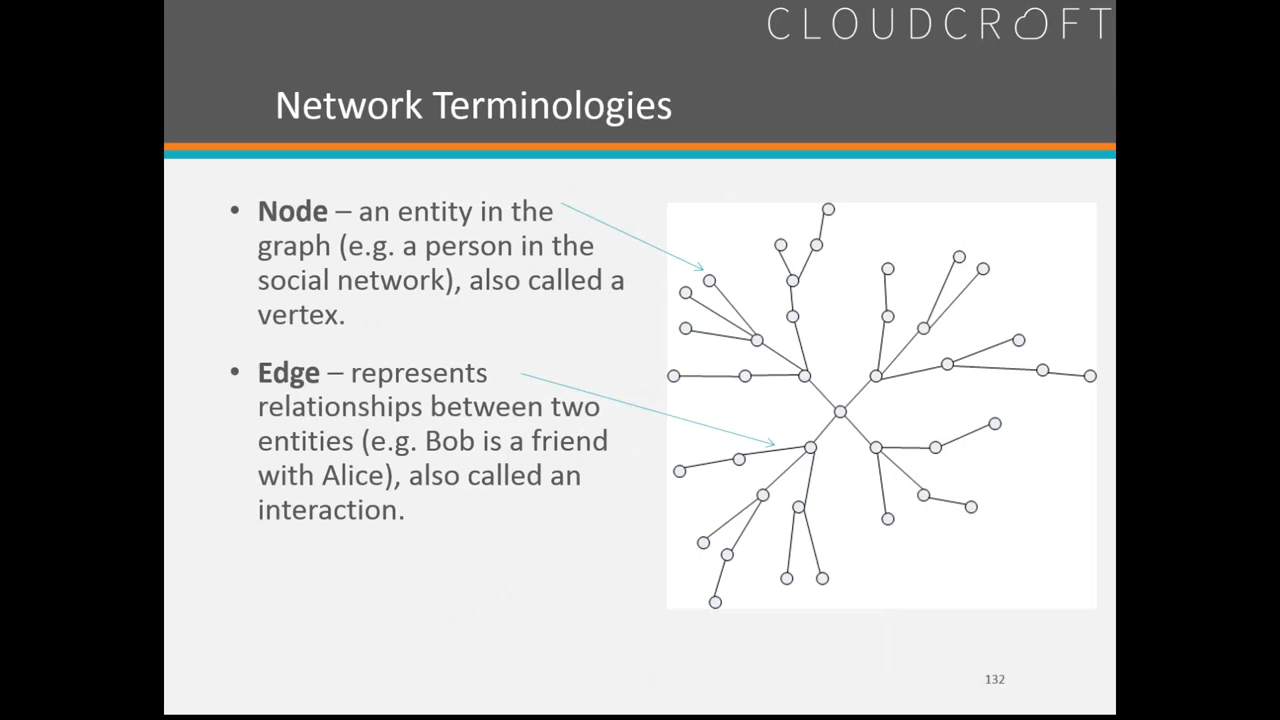 CLOUDCROFT
Network Terminologies
• Node – an entity in the
graph (e.g. a person in the
social network), also called a
vertex.
• Edge – represents
relationships between two
entities (e.g. Bob is a friend
with Alice), also called an
interaction.
132